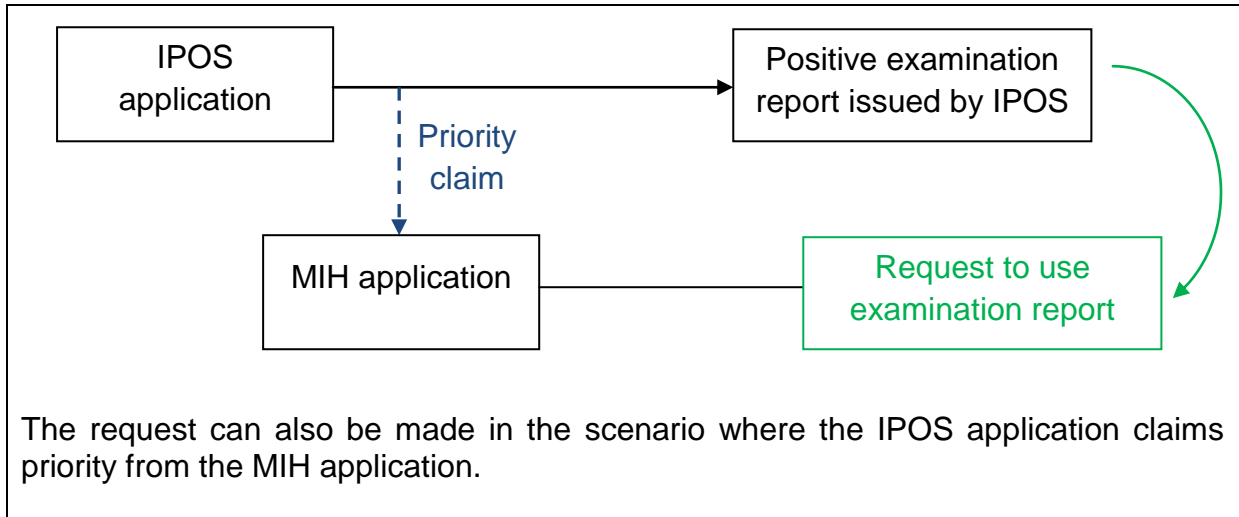 IPOS
application
Positive examination
report issued by IPOS
Priority
claim
MIH application
Request to use
examination report
The request can also be made in the scenario where the IPOS application claims
priority from the MIH application.